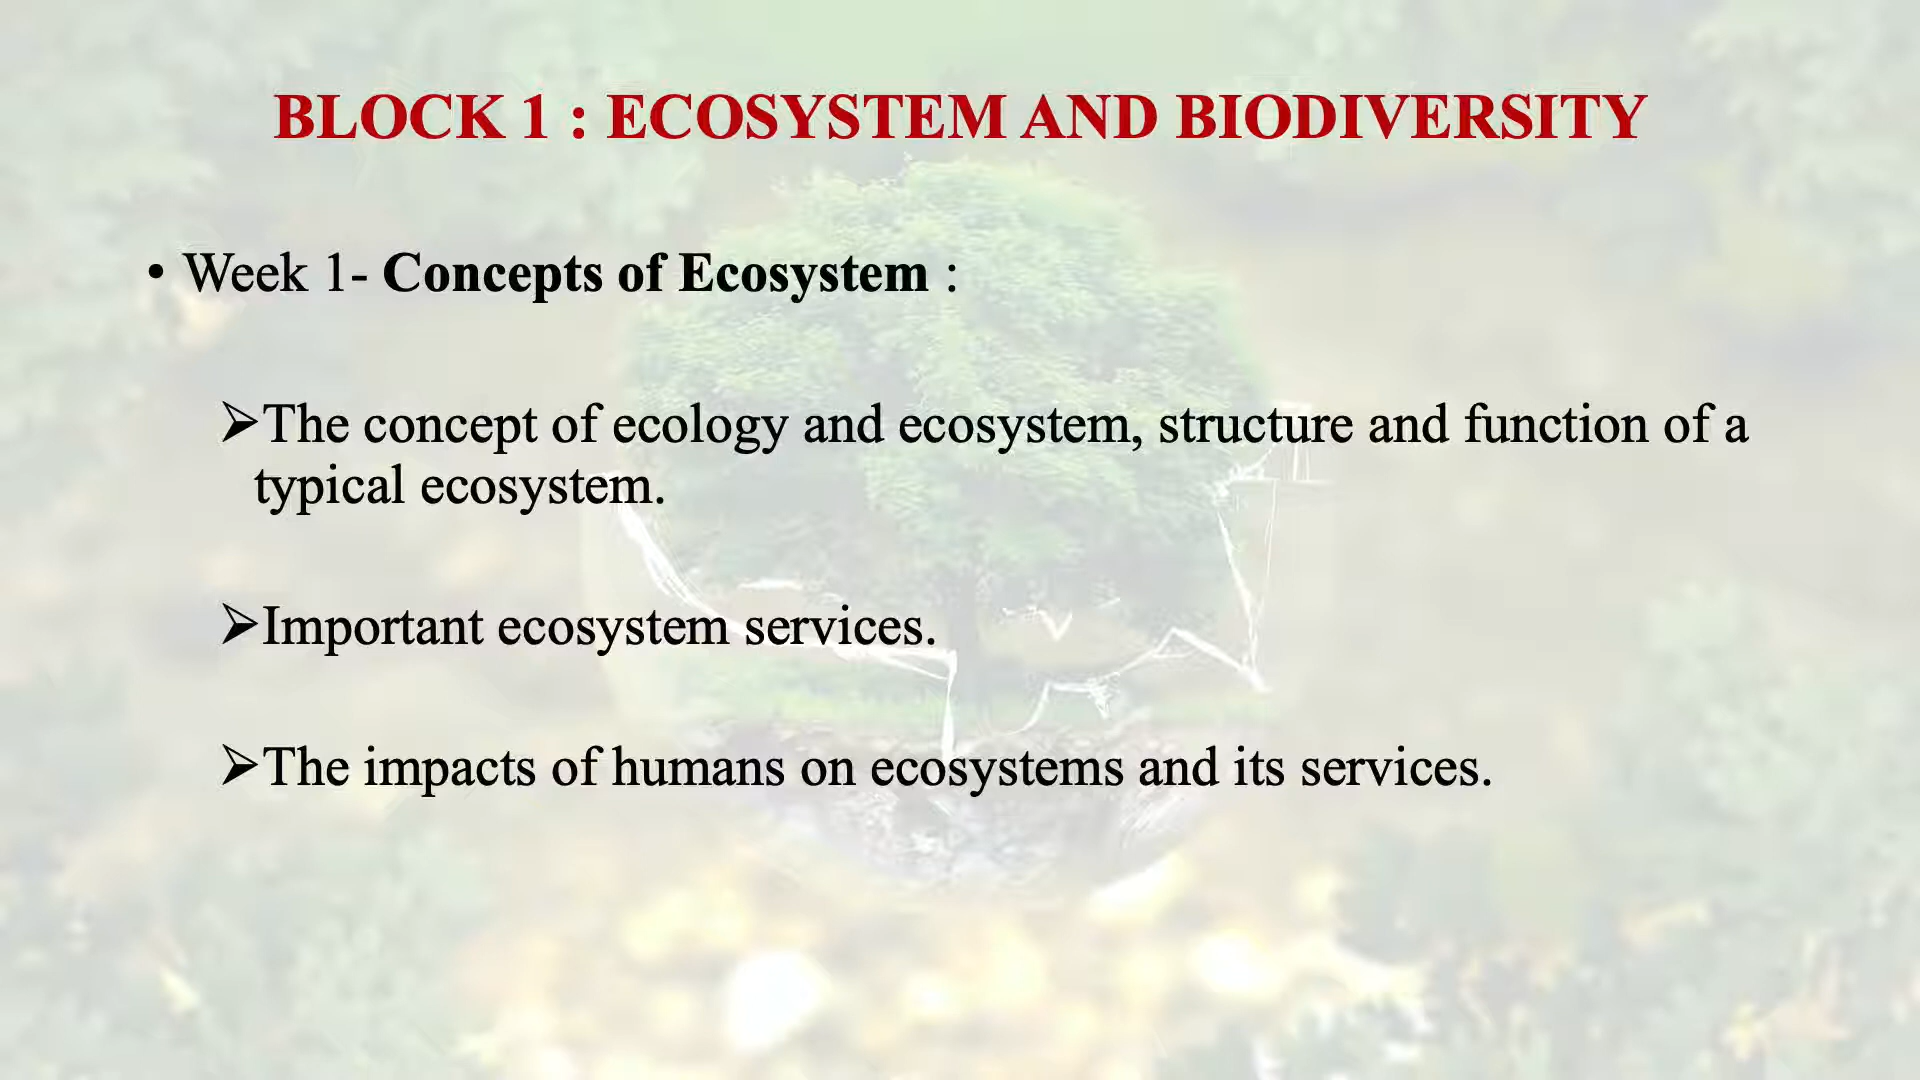 BLOCK 1 : ECOSYSTEM AND BIODIVERSITY
• Week 1- Concepts of Ecosystem :
➢The concept of ecology and ecosystem, structure and function of a
typical ecosystem.
➢Important ecosystem services.
➢The impacts of humans on ecosystems and its services.